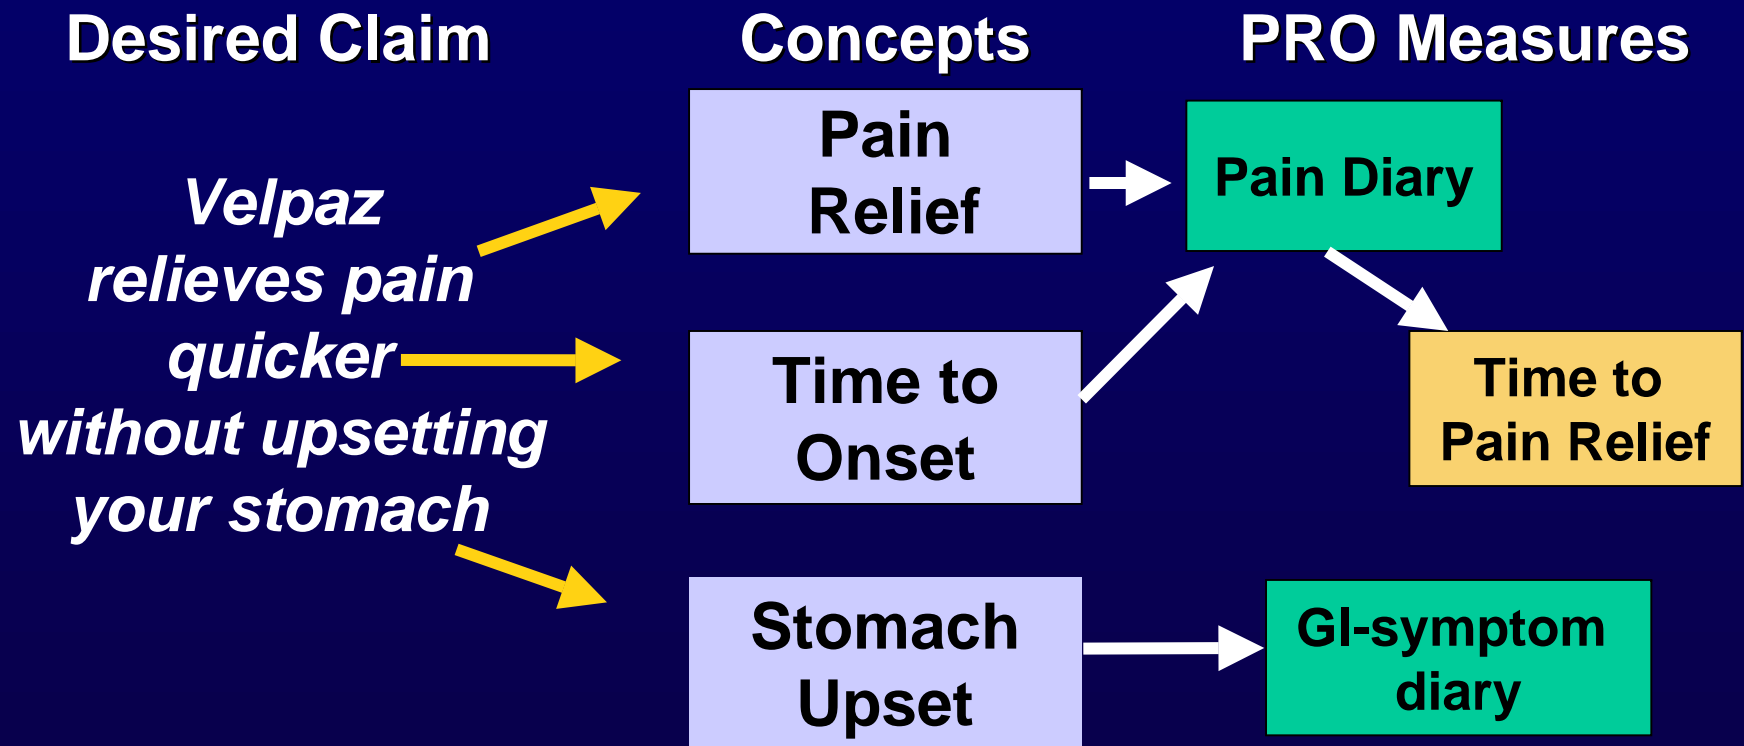 Desired Claim
Concepts
PRO Measures
Velpaz
relieves pain
quicker
without upsetting
your stomach
Pain
Relief
Time to
Onset
Stomach
Upset
Pain Diary
Time to
Pain Relief
GI-symptom
diary